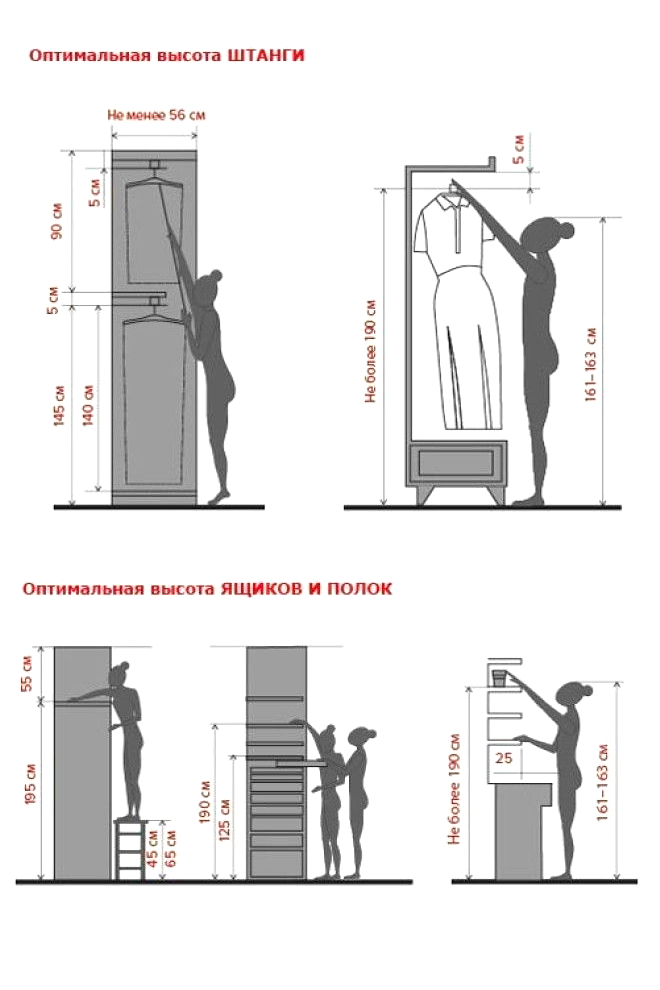 Оптимальная высота ШТАНГИ
Не менее 56 см
5 см
90 см
5 см
145 см
140 см
5 см
Не более 190 см
161–163 см
Оптимальная высота ЯЩИКОВ И ПОЛОК
55 см
195 см
45 см
65 см
190 см
125 см
Не более 190 см
25
161–163 см